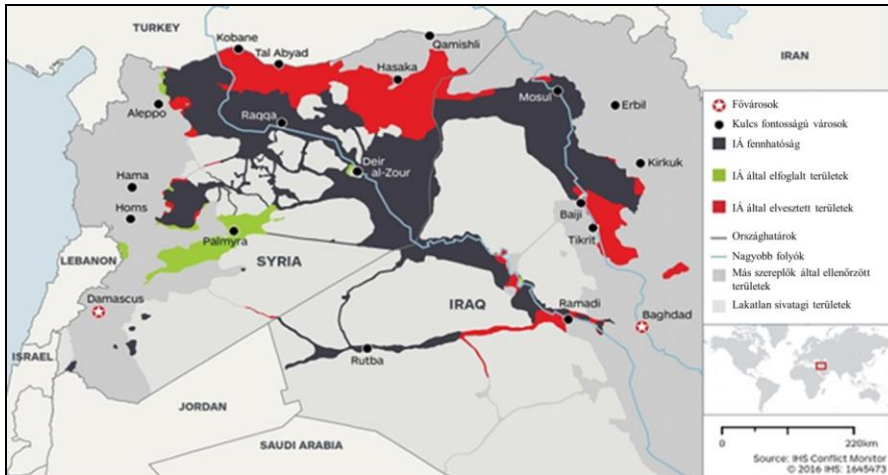 TURKEY
IRAN
Kobane
Tal Abyad
Qamishli
Hasaka
Mosul
Erbil
Aleppo
Raqqa
Kirkuk
Deir
al-Zour
Hama
Homs
Baiji
Tikrit
Palmyra
LEBANON
SYRIA
Damascus
IRAQ
Ramadi
Baghdad
ISRAEL
Rutba
JORDAN
SAUDI ARABIA
Fővárosok
Kulcs fontosságú városok
IÁ fennhatóság
IÁ által elfoglalt területek
IÁ által elvesztett területek
Országhatárok
Nagyobb folyók
Más szereplők által ellenőrzött
területek
Lakatlan sivatagi területek
0 220km
Source: IHS Conflict Monitor
© 2016 IHS: 1645473